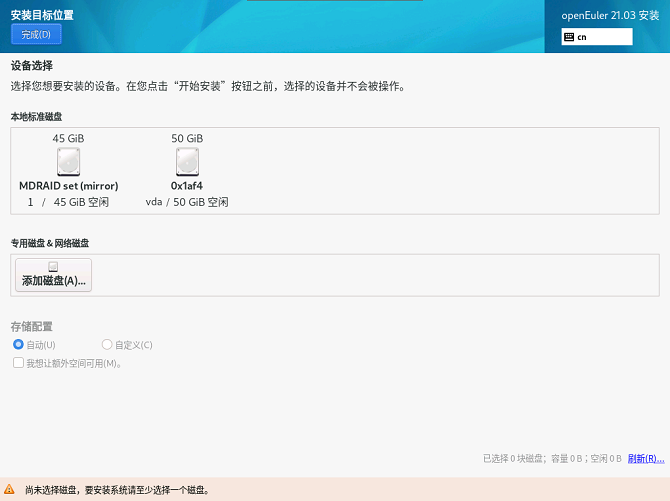 安装目标位置
完成(D)
openEuler 21.03 安装
cn
设备选择
选择您想要安装的设备。在您点击“开始安装”按钮之前，选择的设备并不会被操作。
本地标准磁盘
45 GiB
MDRAID set (mirror)
1 / 45 GiB 空闲
50 GiB
0x1af4
vda / 50 GiB 空闲
专用磁盘 & 网络磁盘
添加磁盘(A)...
存储配置
自动(U) 自定义(C)
我想让额外空间可用(M)。
已选择 0 块磁盘；容量 0 B；空闲 0 B 刷新(R)...
尚未选择磁盘，要安装系统请至少选择一个磁盘。